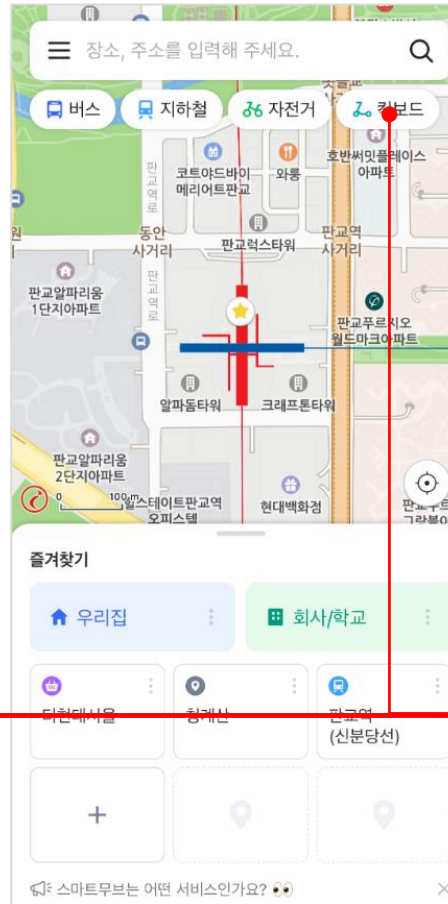 장소, 주소를 입력해 주세요.
버스
지하철
자전거
킥보드
호반써밋플레이스
아파트
코트야드바이
메리어트판교
와룽
판교역로
동안
사거리
판교럭스타워
판교역
사거리
판교알파리움
1단지아파트
판교역로
판교푸르지오
월드마크아파트
알파돔타워
크래프톤타워
판교알파리움
2단지아파트
0
100m
힐스테이트판교역
오피스텔
현대백화점
즐겨찾기
우리집
회사/학교
더현대서울
청계산
판교역
(신분당선)
스마트무브는 어떤 서비스인가요?